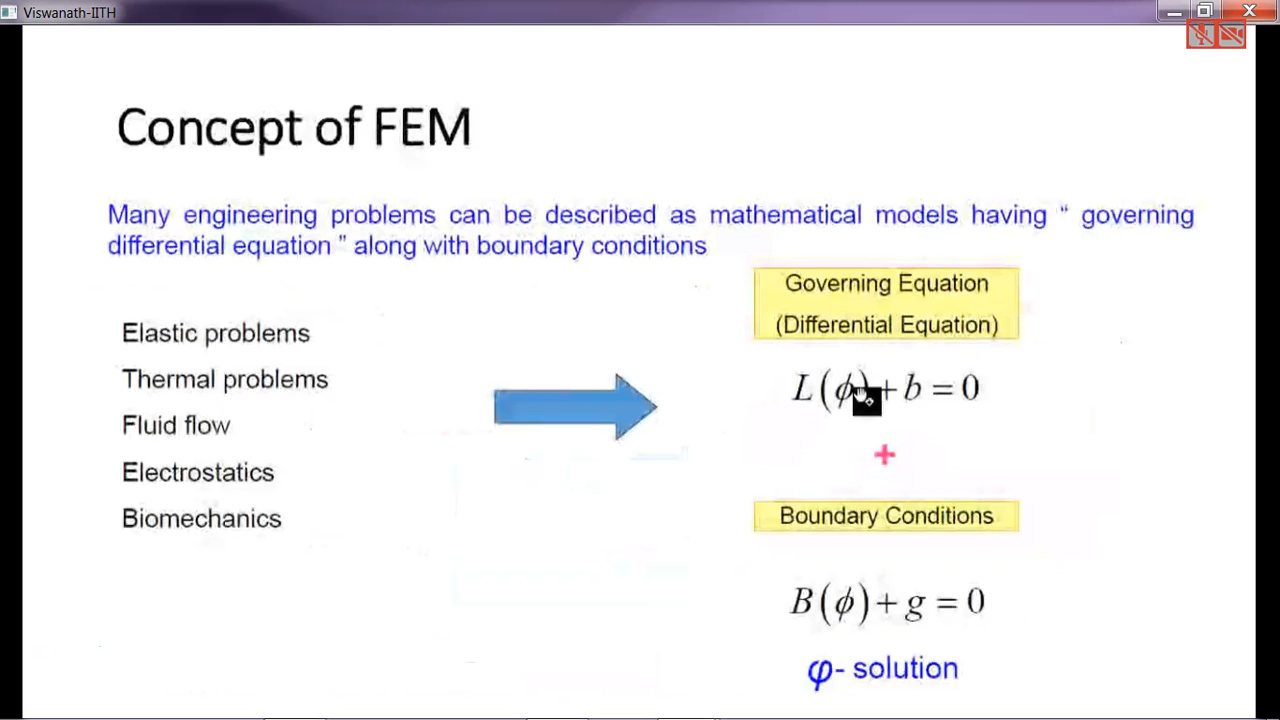 Viswanath-IITH
Concept of FEM
Many engineering problems can be described as mathematical models having “ governing
differential equation ” along with boundary conditions
Elastic problems
Thermal problems
Fluid flow
Electrostatics
Biomechanics
Governing Equation
(Differential Equation)
L(ϕ)+b=0
+
Boundary Conditions
B(ϕ)+g=0
φ- solution